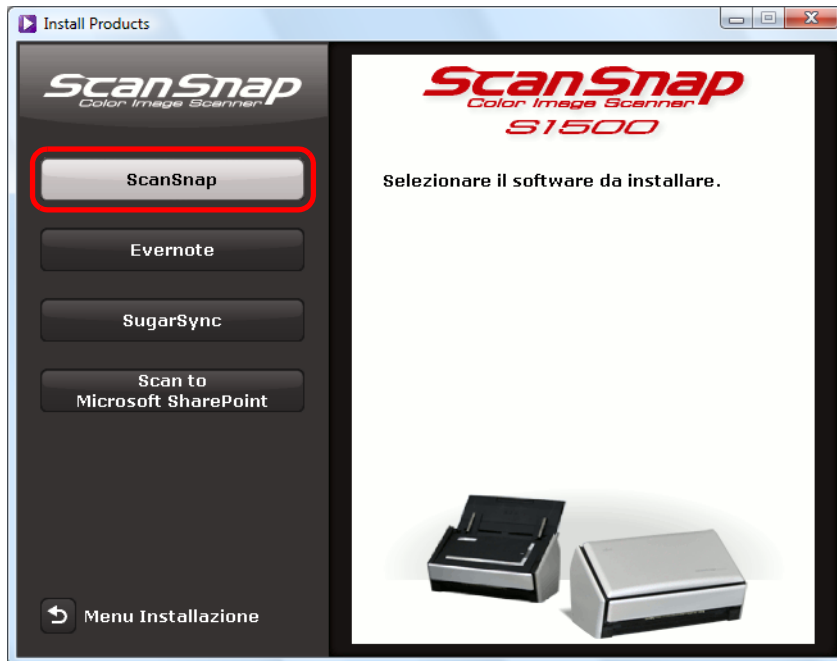 Install Products
ScanSnap
Color Image Scanner
ScanSnap
Evernote
SugarSync
Scan to
Microsoft SharePoint
Menu Installazione
ScanSnap
Color Image Scanner
S1500
Selezionare il software da installare.